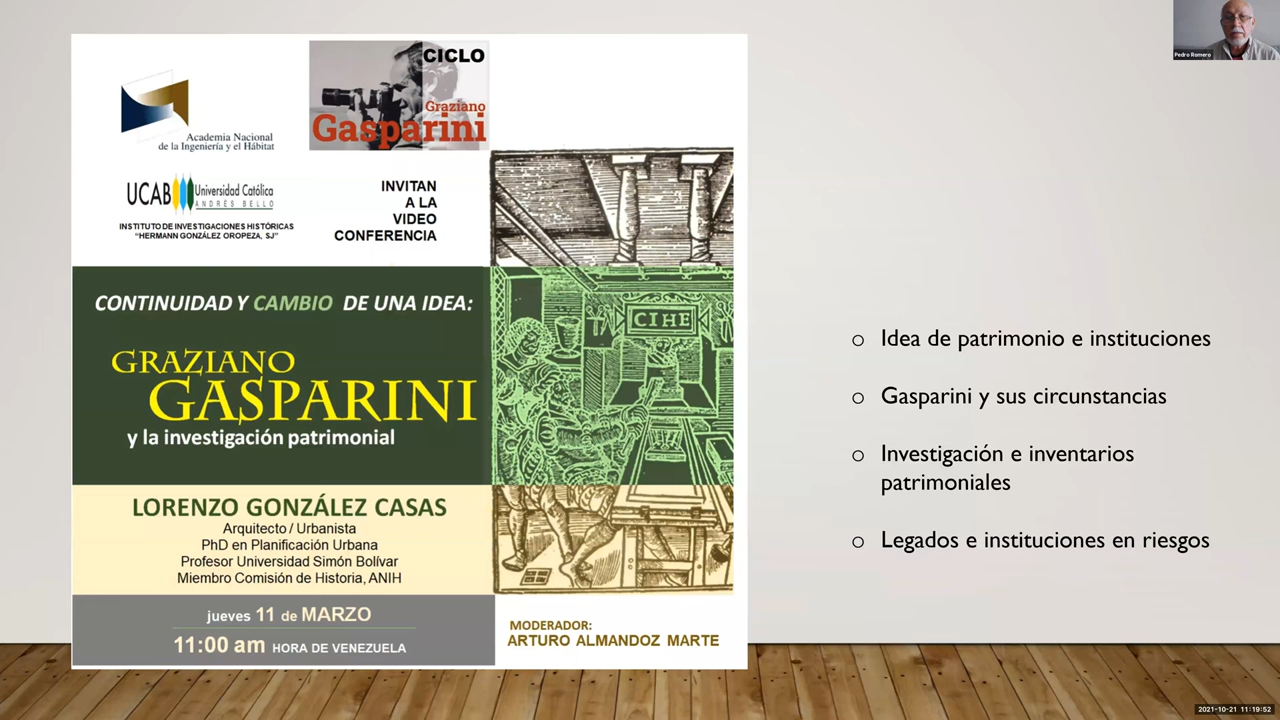 CICLO
Graziano
Gasparini
Academia Nacional
de la Ingeniería y el Hábitat
UCAB Universidad Católica
ANDRÉS BELLO
INSTITUTO DE INVESTIGACIONES HISTÓRICAS
"HERMANN GONZÁLEZ OROPEZA, SJ"
INVITAN
A LA
VIDEO
CONFERENCIA
CONTINUIDAD Y CAMBIO DE UNA IDEA:
GRAZIANO
GASPARINI
y la investigación patrimonial
CIHE
LORENZO GONZÁLEZ CASAS
Arquitecto / Urbanista
PhD en Planificación Urbana
Profesor Universidad Simón Bolívar
Miembro Comisión de Historia, ANIH
jueves 11 de MARZO
11:00 am HORA DE VENEZUELA
MODERADOR:
ARTURO ALMANDOZ MARTE
o Idea de patrimonio e instituciones
o Gasparini y sus circunstancias
o Investigación e inventarios
patrimoniales
o Legados e instituciones en riesgos
Pedro Romero
2021-10-21 11:19:52